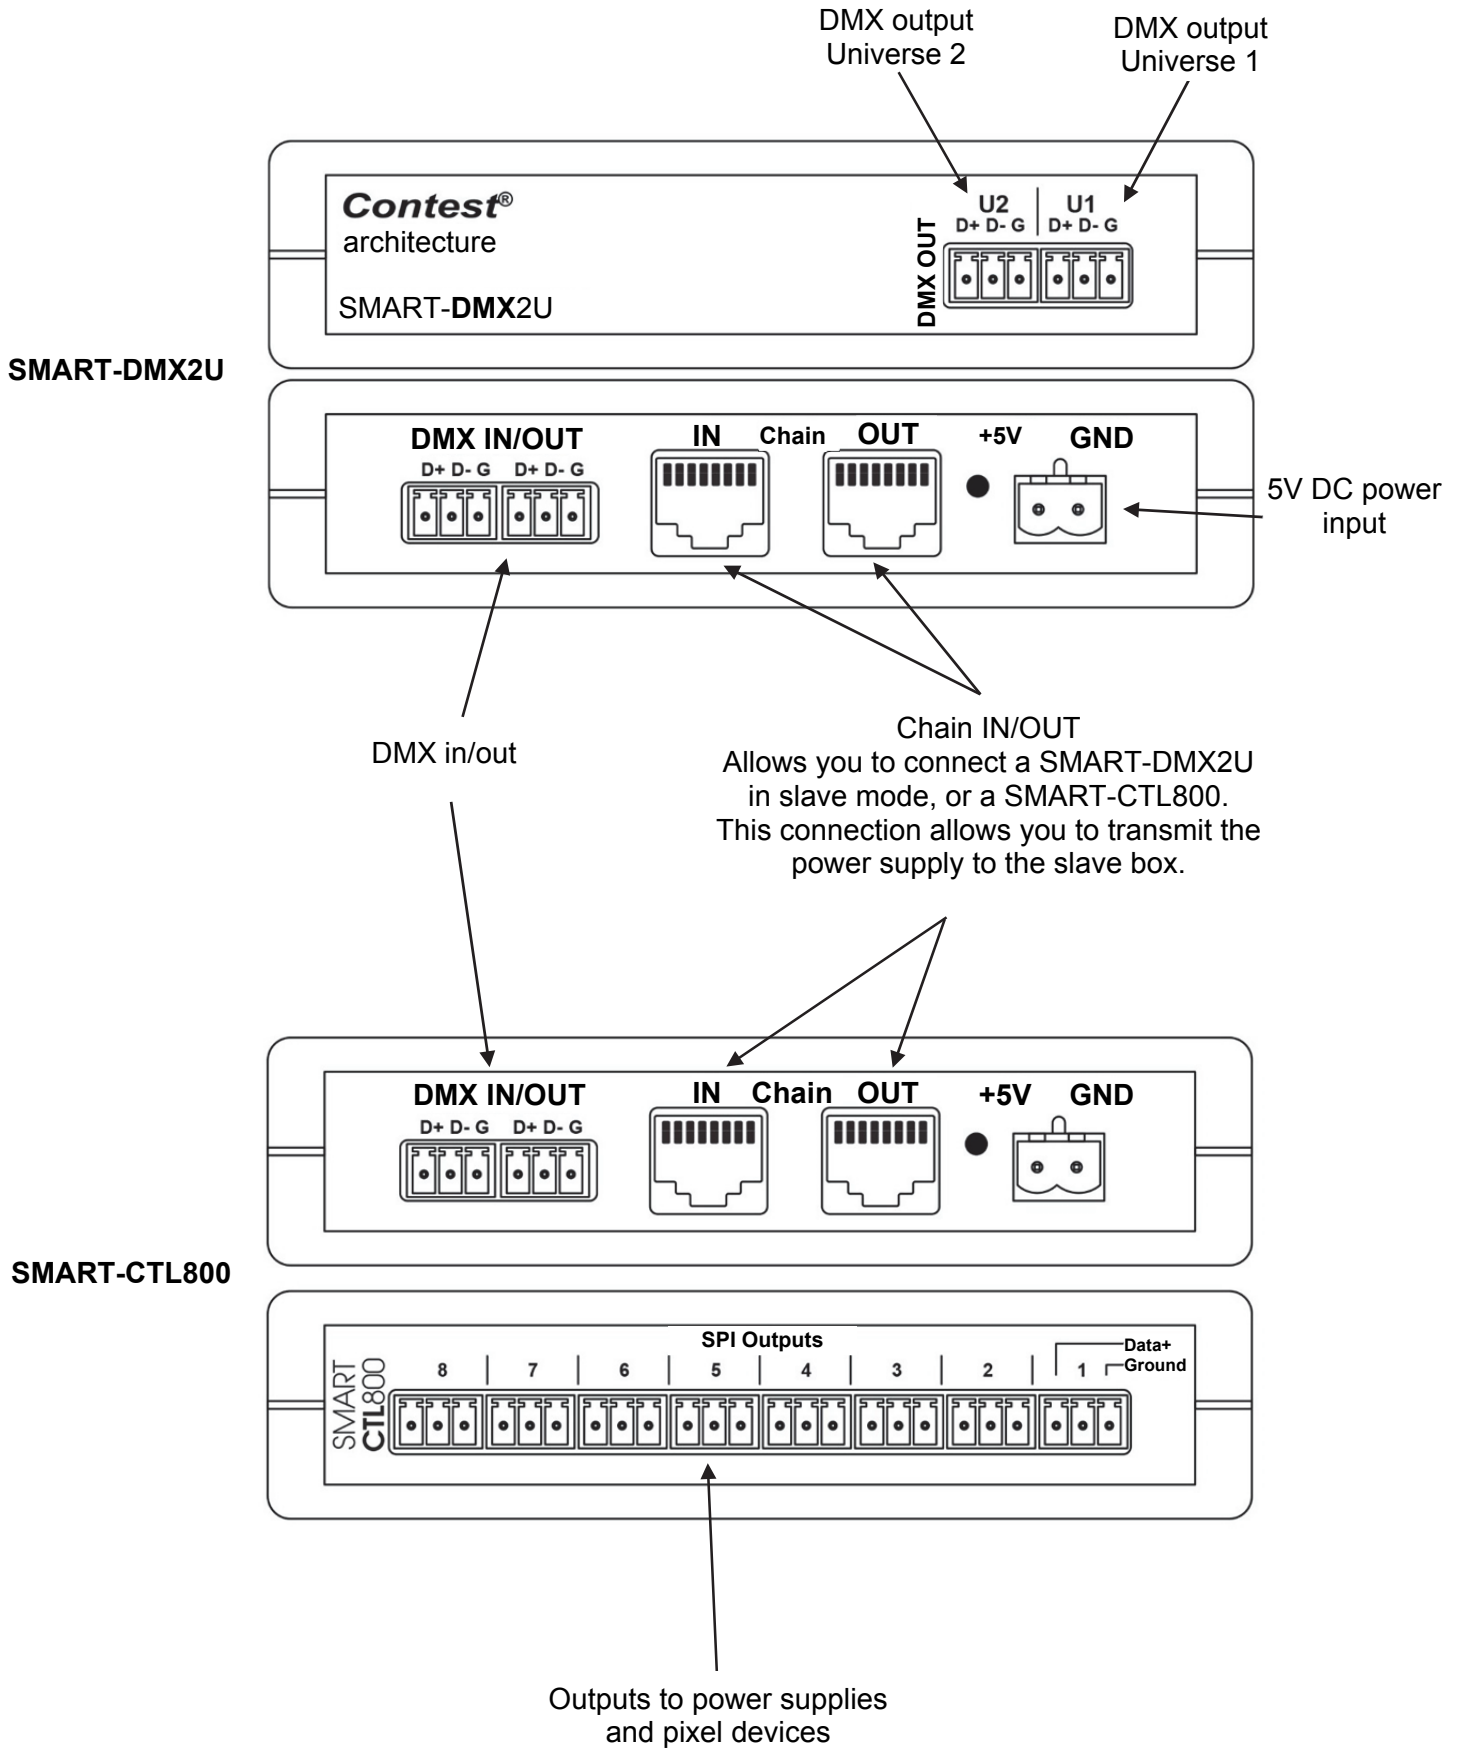 DMX output
Universe 2
DMX output
Universe 1
Contest®
architecture
SMART-DMX2U
DMX OUT
U2 U1
D+ D- G D+ D- G
SMART-DMX2U
DMX IN/OUT IN Chain OUT +5V GND
D+ D- G D+ D- G
5V DC power
input
DMX in/out
Chain IN/OUT
Allows you to connect a SMART-DMX2U
in slave mode, or a SMART-CTL800.
This connection allows you to transmit the
power supply to the slave box.
DMX IN/OUT IN Chain OUT +5V GND
D+ D- G D+ D- G
SMART-CTL800
SMART
CTL800
SPI Outputs
8 7 6 5 4 3 2 1
Data+
Ground
Outputs to power supplies
and pixel devices